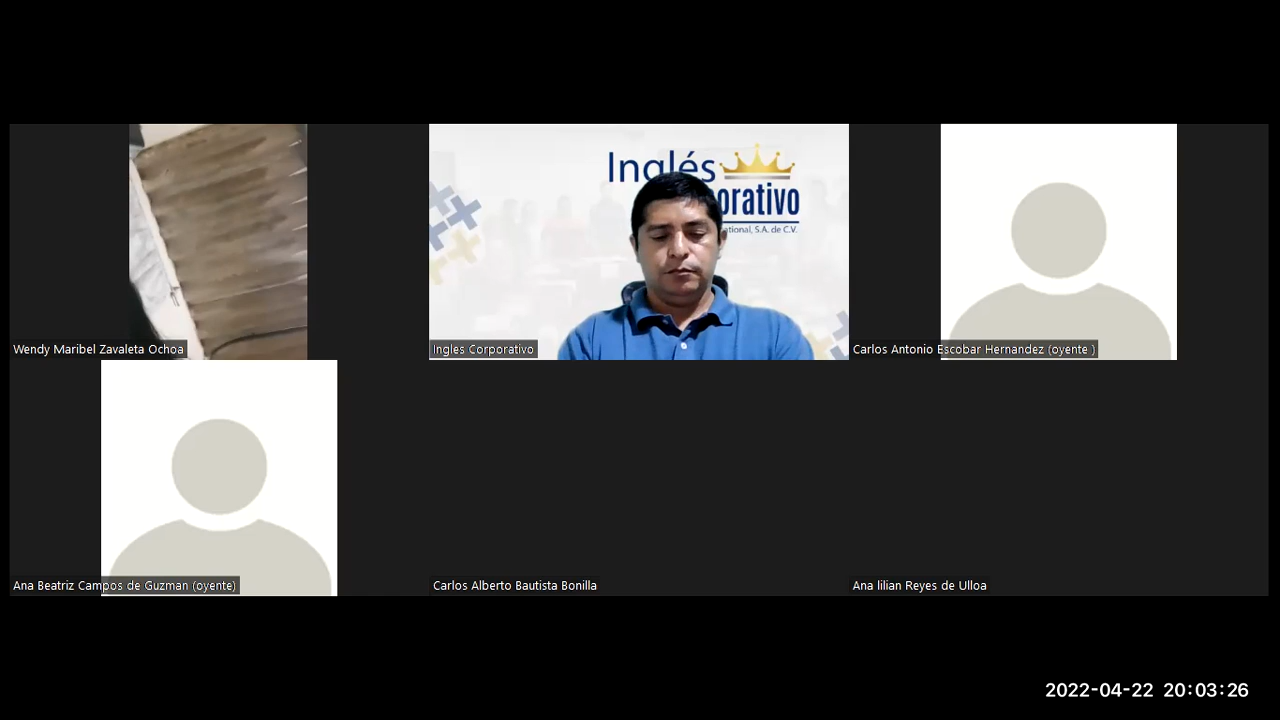 Inglés
orativo
ational, S.A. de C.V.
Wendy Maribel Zavaleta Ochoa
Ingles Corporativo
Carlos Antonio Escobar Hernandez (oyente )
Ana Beatriz Campos de Guzman (oyente)
Carlos Alberto Bautista Bonilla
Ana lilian Reyes de Ulloa
2022-04-22 20:03:26